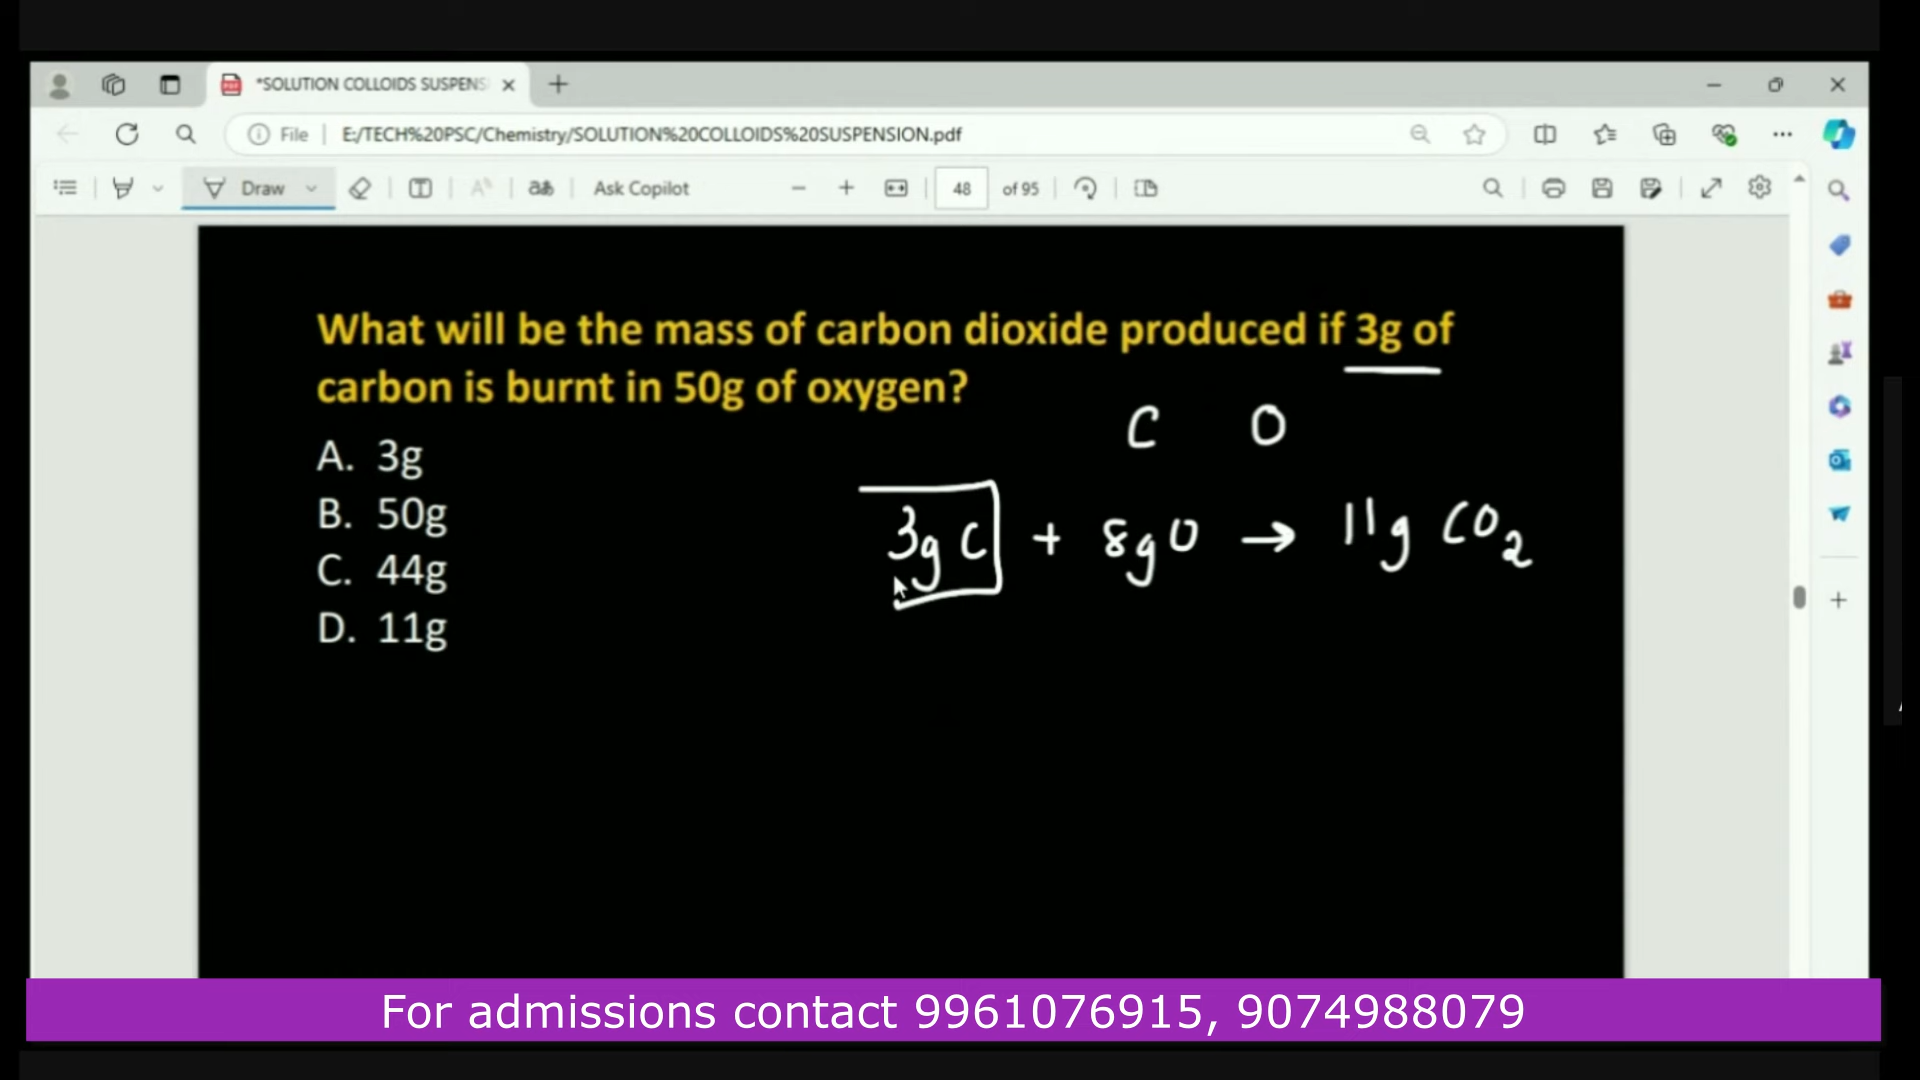 *SOLUTION COLLOIDS SUSPENS
File
E:/TECH%20PSC/Chemistry/SOLUTION%20COLLOIDS%20SUSPENSION.pdf
Draw
Ask Copilot
48 of 95
What will be the mass of carbon dioxide produced if 3g of
carbon is burnt in 50g of oxygen?
C O
A. 3g
B. 50g
C. 44g
D. 11g
3g C + 8g O → 11g CO₂
For admissions contact 9961076915, 9074988079